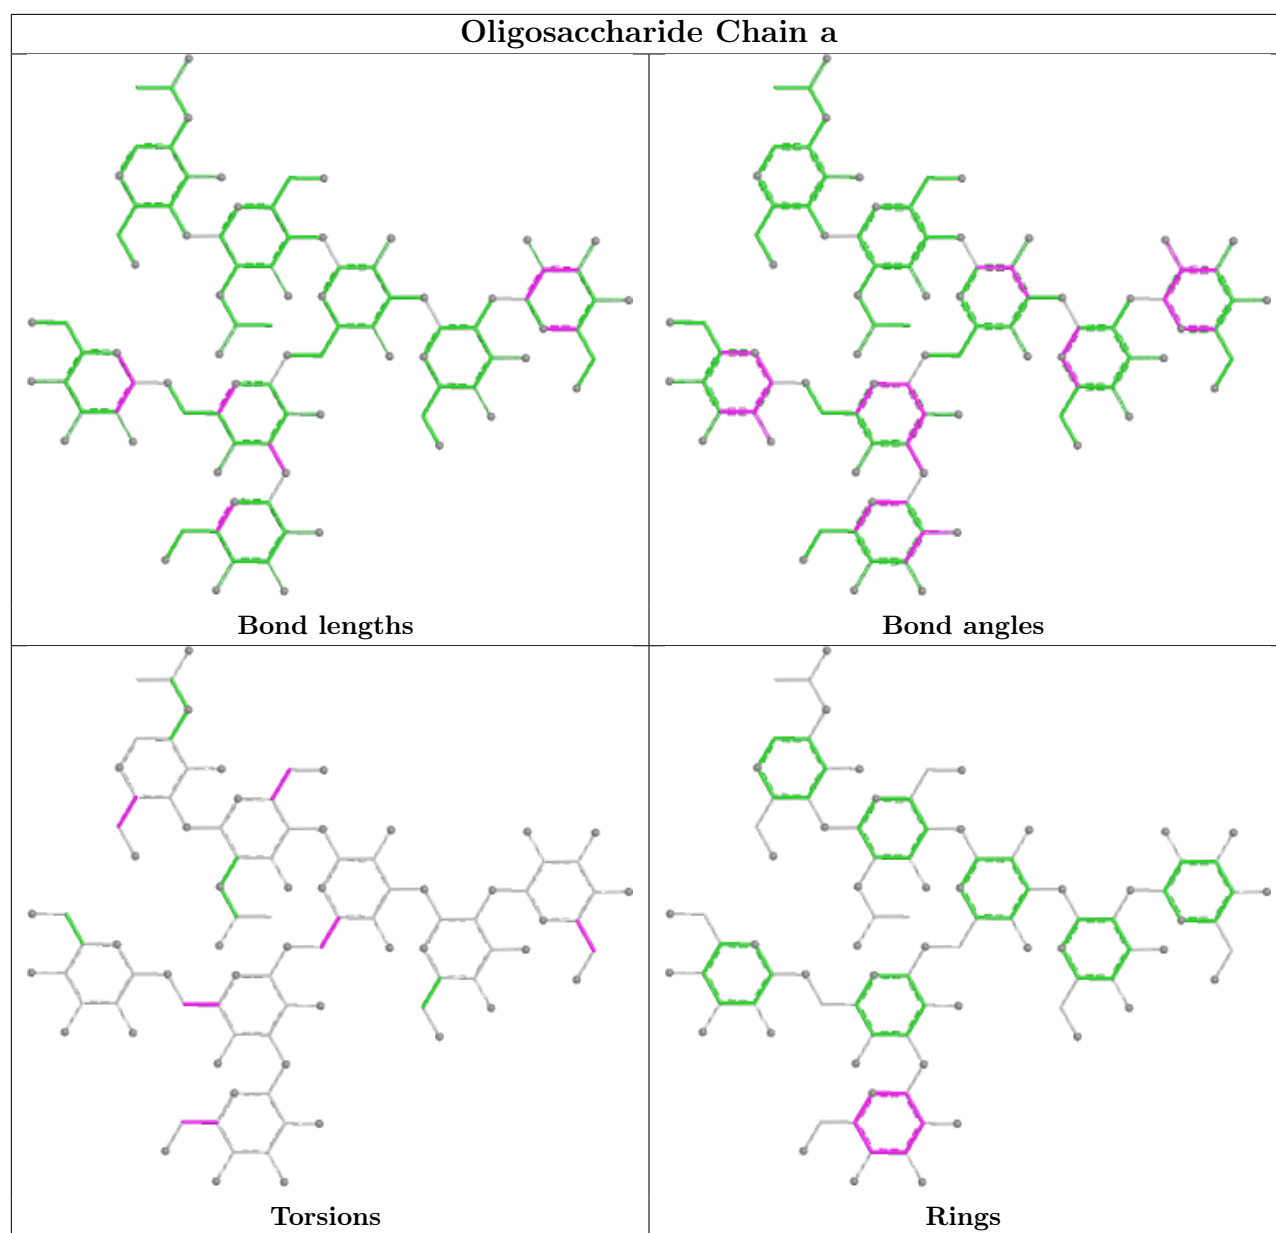 Oligosaccharide Chain a
Bond lengths
Bond angles
Torsions
Rings